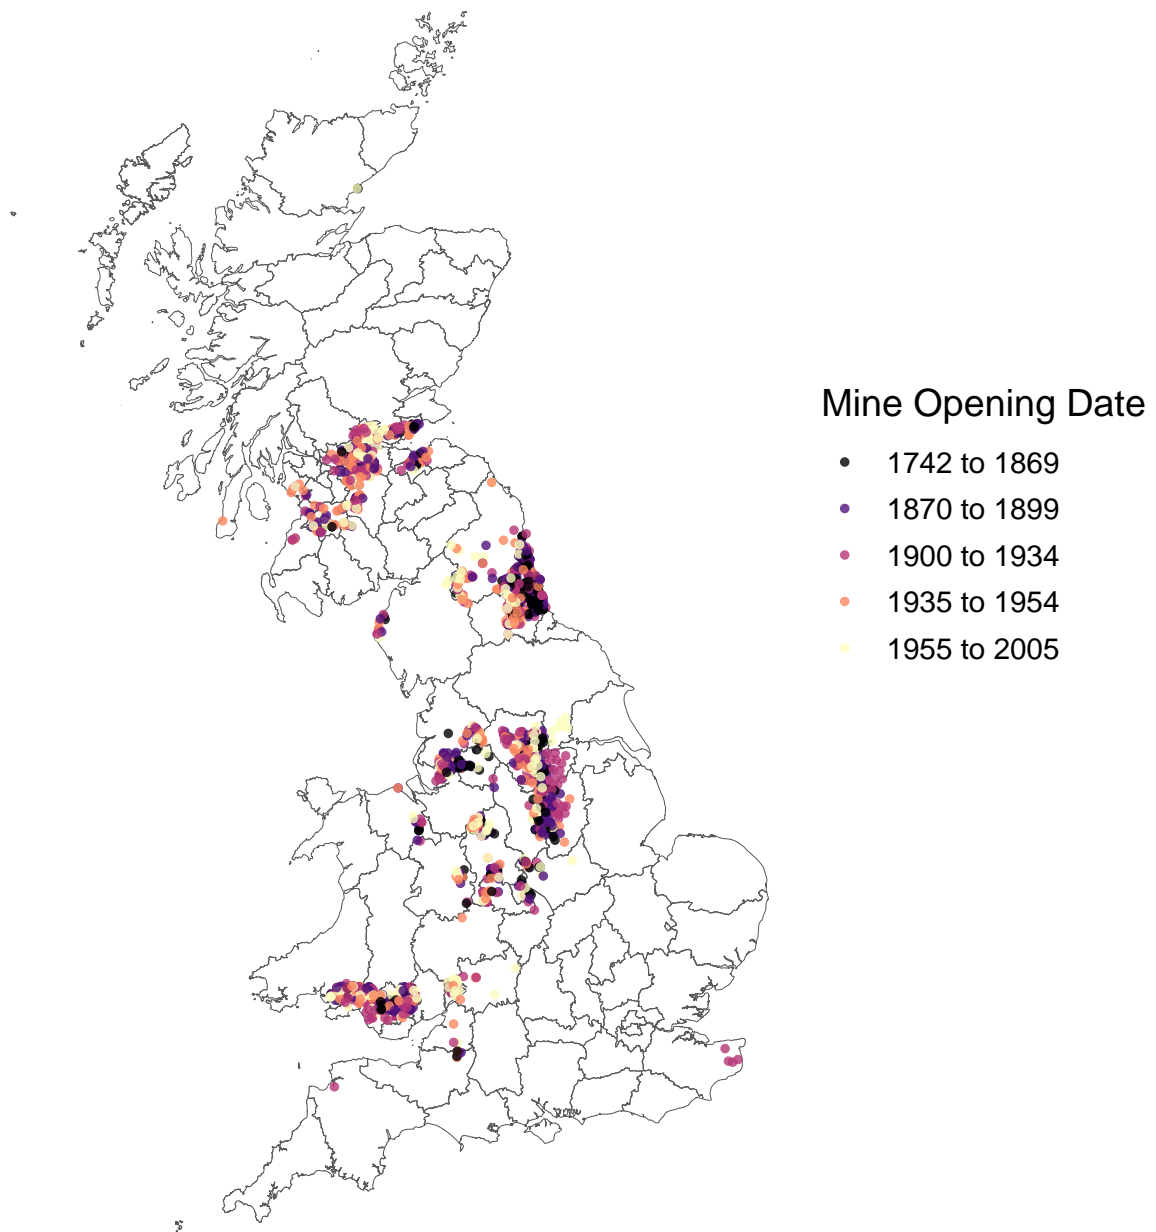 Mine Opening Date
1742 to 1869
1870 to 1899
1900 to 1934
1935 to 1954
1955 to 2005